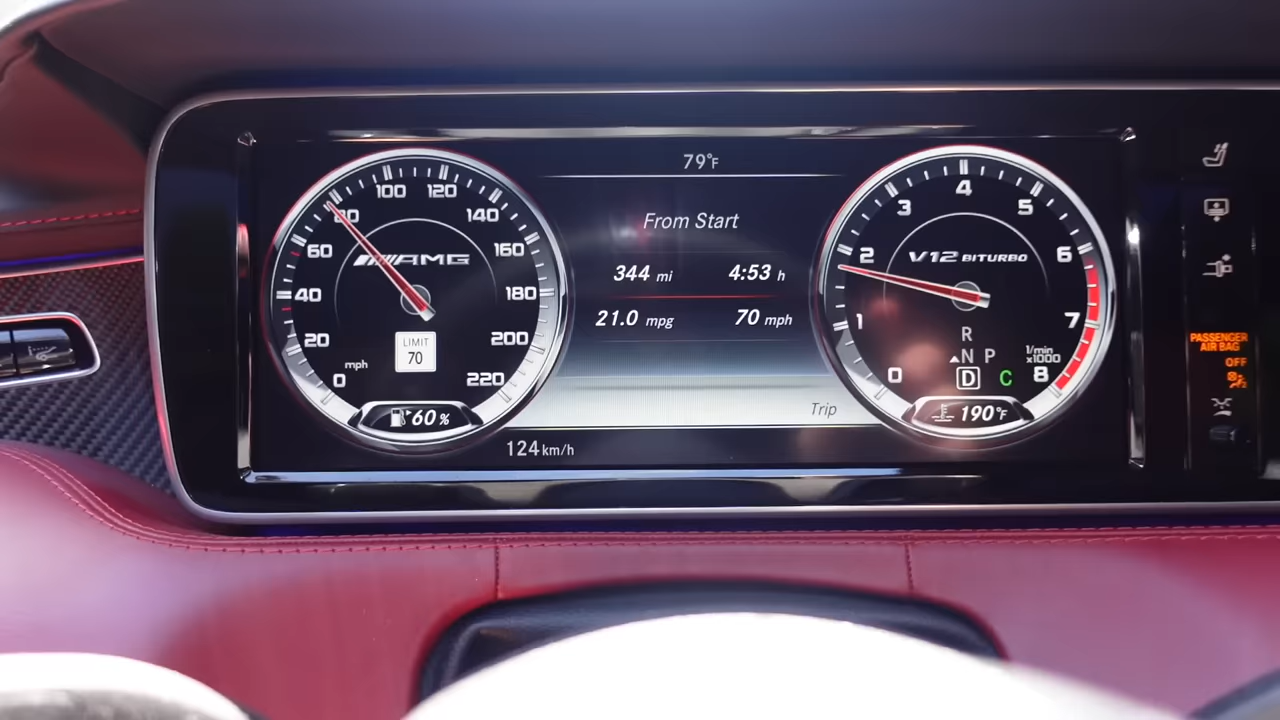 79°F
From Start
344 mi 4:53 h
21.0 mpg 70 mph
Trip
124 km/h
0
20
40
60
80
100
120
140
160
180
200
220
AMG
mph
LIMIT
70
60 %
0
1
2
3
4
5
6
7
8
V12 BITURBO
R
N P
D C
1/min
x1000
190°F
PASSENGER
AIR BAG
OFF